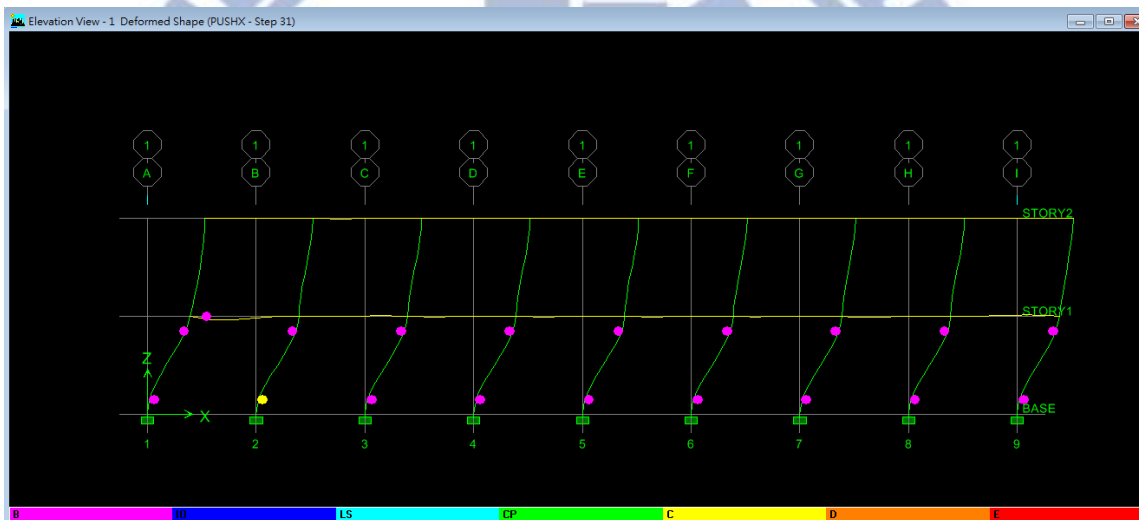 Elevation View - 1 Deformed Shape (PUSHX - Step 31)
1 1 1 1 1 1 1 1 1
A B C D E F G H I
STORY2
STORY1
Z
X
BASE
1 2 3 4 5 6 7 8 9
B IO LS CP C D E